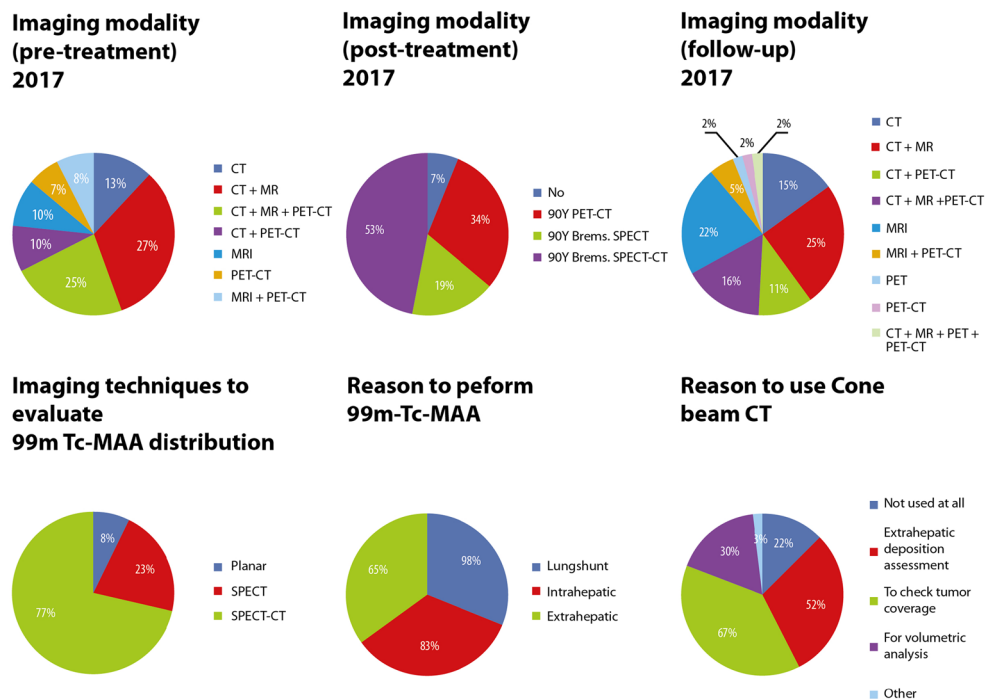 Imaging modality
(pre-treatment)
2017
13%
27%
25%
10%
10%
7%
8%
CT
CT + MR
CT + MR + PET-CT
CT + PET-CT
MRI
PET-CT
MRI + PET-CT
Imaging modality
(post-treatment)
2017
7%
34%
19%
53%
No
90Y PET-CT
90Y Brems. SPECT
90Y Brems. SPECT-CT
Imaging modality
(follow-up)
2017
2%
2%
2%
15%
25%
11%
16%
22%
5%
CT
CT + MR
CT + PET-CT
CT + MR +PET-CT
MRI
MRI + PET-CT
PET
PET-CT
CT + MR + PET +
PET-CT
Imaging techniques to
evaluate
99m Tc-MAA distribution
8%
23%
77%
Planar
SPECT
SPECT-CT
Reason to peform
99m-Tc-MAA
98%
83%
65%
Lungshunt
Intrahepatic
Extrahepatic
Reason to use Cone
beam CT
3%
22%
52%
67%
30%
Not used at all
Extrahepatic
deposition
assessment
To check tumor
coverage
For volumetric
analysis
Other